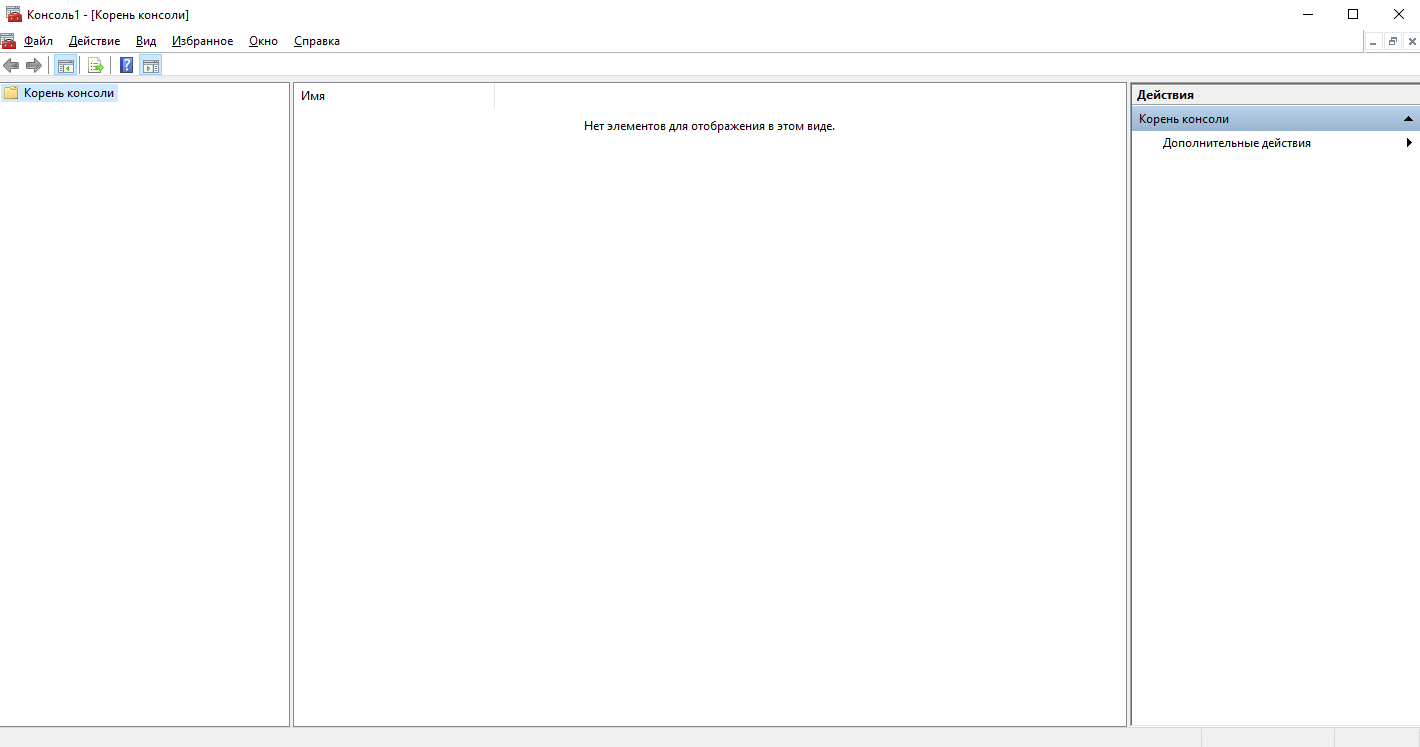 Консоль1 - [Корень консоли]
Файл Действие Вид Избранное Окно Справка
Корень консоли
Имя
Нет элементов для отображения в этом виде.
Действия
Корень консоли
Дополнительные действия